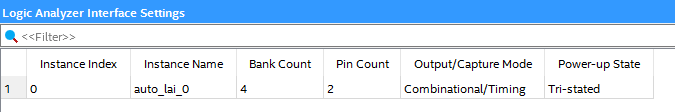 Logic Analyzer Interface Settings
<<Filter>>
Instance Index Instance Name Bank Count Pin Count Output/Capture Mode Power-up State
1 0 auto_lai_0 4 2 Combinational/Timing Tri-stated